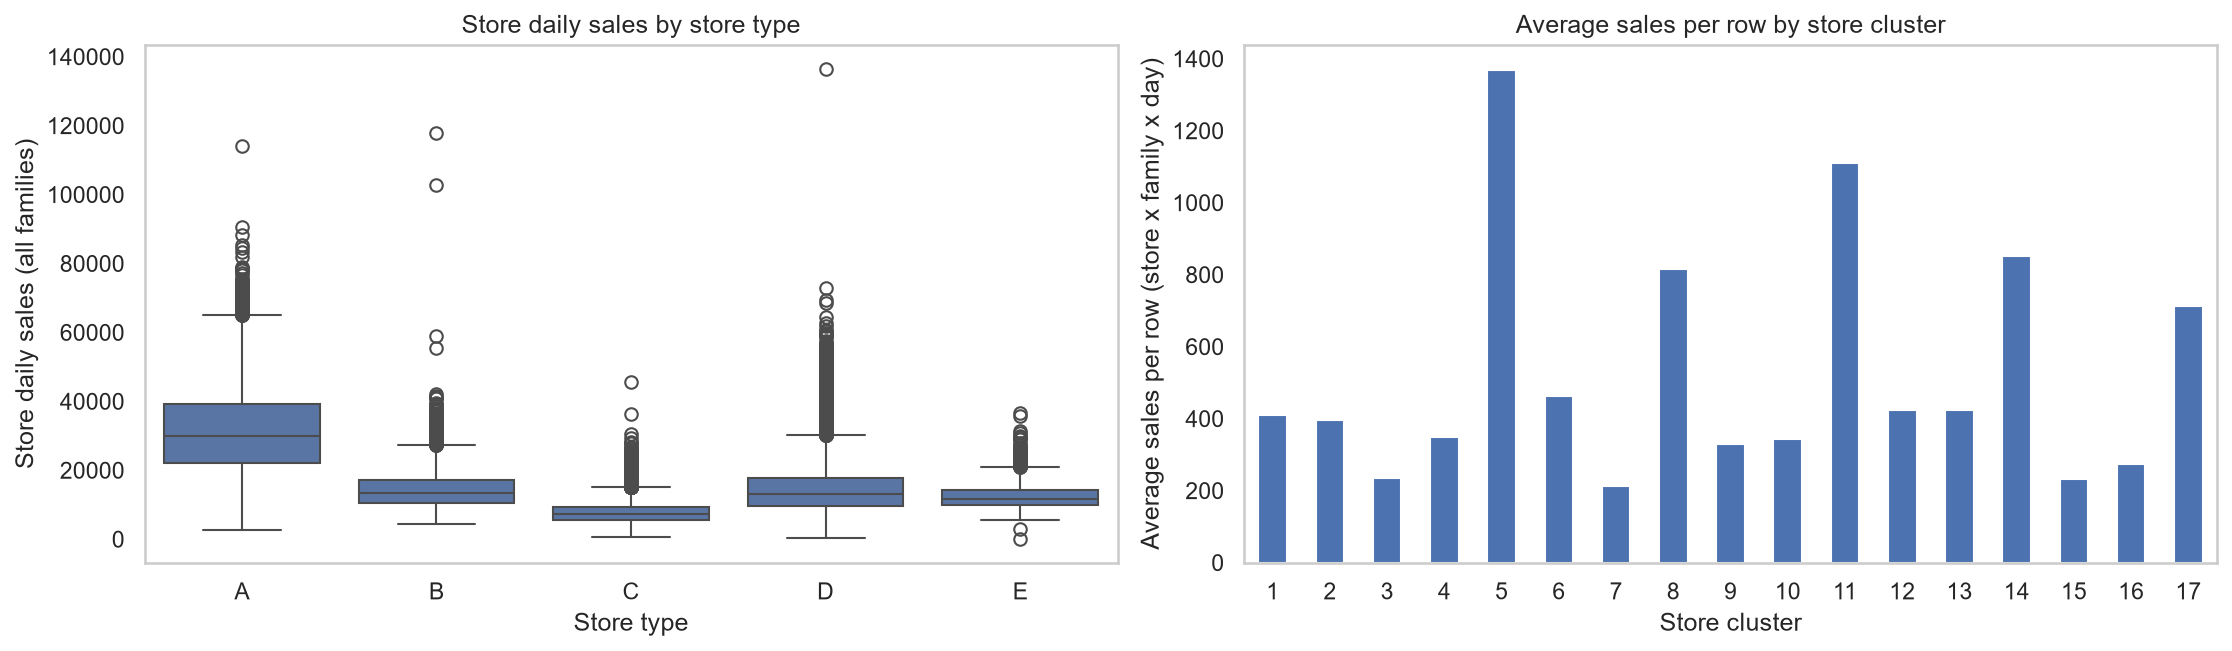 Store daily sales by store type
Store daily sales (all families)
140000
120000
100000
80000
60000
40000
20000
0
A B C D E
Store type
Average sales per row by store cluster
Average sales per row (store x family x day)
1400
1200
1000
800
600
400
200
0
1 2 3 4 5 6 7 8 9 10 11 12 13 14 15 16 17
Store cluster